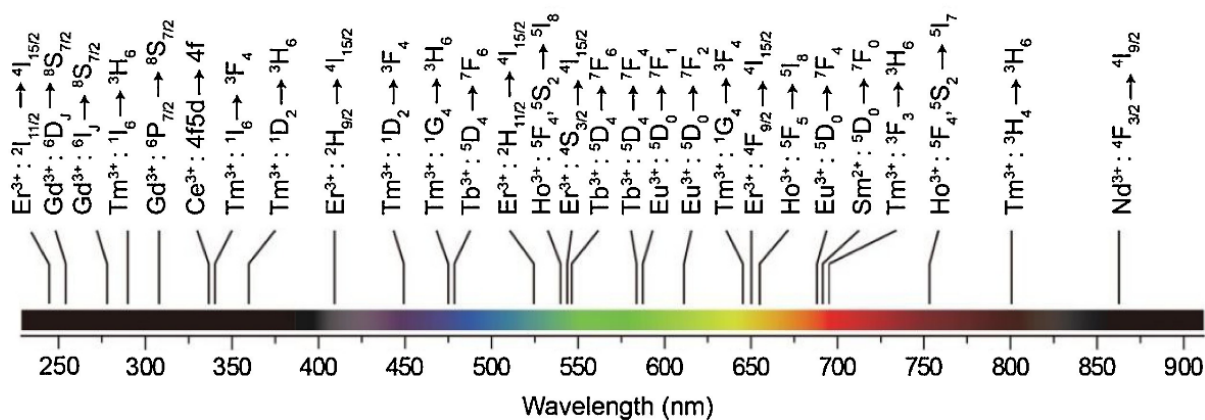 Er³⁺ : ²I₁₁/₂ → ⁴I₁₅/₂
Gd³⁺ : ⁶D_J → ⁸S₇/₂
Gd³⁺ : ⁶I_J → ⁸S₇/₂
Tm³⁺ : ¹I₆ → ³H₆
Gd³⁺ : ⁶P₇/₂ → ⁸S₇/₂
Ce³⁺ : 4f5d → 4f
Tm³⁺ : ¹I₆ → ³F₄
Tm³⁺ : ¹D₂ → ³H₆
Er³⁺ : ²H₉/₂ → ⁴I₁₅/₂
Tm³⁺ : ¹D₂ → ³F₄
Tm³⁺ : ¹G₄ → ³H₆
Tb³⁺ : ⁵D₄ → ⁷F₆
Er³⁺ : ²H₁₁/₂ → ⁴I₁₅/₂
Ho³⁺ : ⁵F₄, ⁵S₂ → ⁵I₈
Er³⁺ : ⁴S₃/₂ → ⁴I₁₅/₂
Tb³⁺ : ⁵D₄ → ⁷F₆
Tb³⁺ : ⁵D₄ → ⁷F₄
Eu³⁺ : ⁵D₀ → ⁷F₁
Eu³⁺ : ⁵D₀ → ⁷F₂
Tm³⁺ : ¹G₄ → ³F₄
Er³⁺ : ⁴F₉/₂ → ⁴I₁₅/₂
Ho³⁺ : ⁵F₅ → ⁵I₈
Eu³⁺ : ⁵D₀ → ⁷F₄
Sm²⁺ : ⁵D₀ → ⁷F₀
Tm³⁺ : ³F₃ → ³H₆
Ho³⁺ : ⁵F₄, ⁵S₂ → ⁵I₇
Tm³⁺ : ³H₄ → ³H₆
Nd³⁺ : ⁴F₃/₂ → ⁴I₉/₂
250 300 350 400 450 500 550 600 650 700 750 800 850 900
Wavelength (nm)